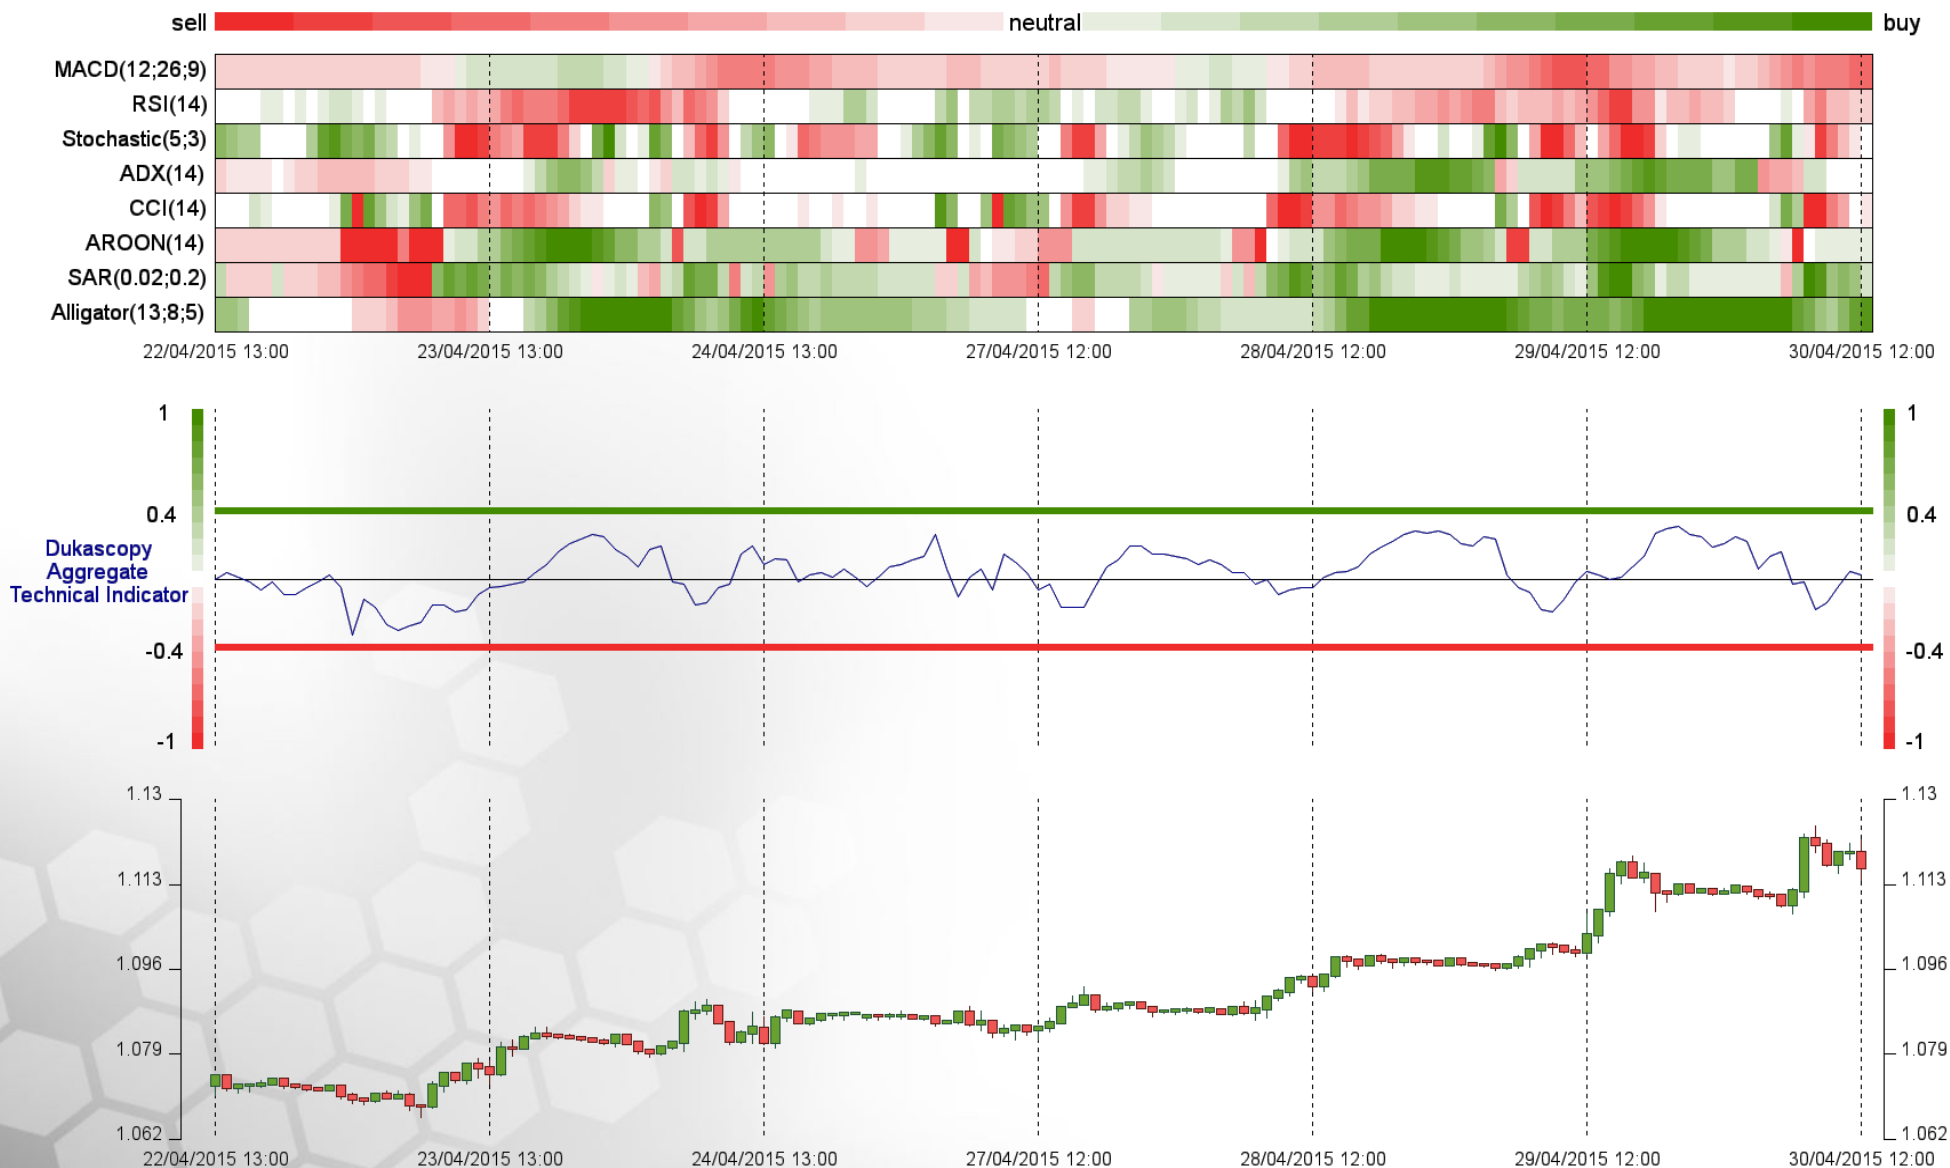 sell neutral buy
MACD(12;26;9)
RSI(14)
Stochastic(5;3)
ADX(14)
CCI(14)
AROON(14)
SAR(0.02;0.2)
Alligator(13;8;5)
22/04/2015 13:00 23/04/2015 13:00 24/04/2015 13:00 27/04/2015 12:00 28/04/2015 12:00 29/04/2015 12:00 30/04/2015 12:00
1 1
0.4 0.4
Dukascopy
Aggregate
Technical Indicator
-0.4 -0.4
-1 -1
1.13 1.13
1.113 1.113
1.096 1.096
1.079 1.079
1.062 1.062
22/04/2015 13:00 23/04/2015 13:00 24/04/2015 13:00 27/04/2015 12:00 28/04/2015 12:00 29/04/2015 12:00 30/04/2015 12:00